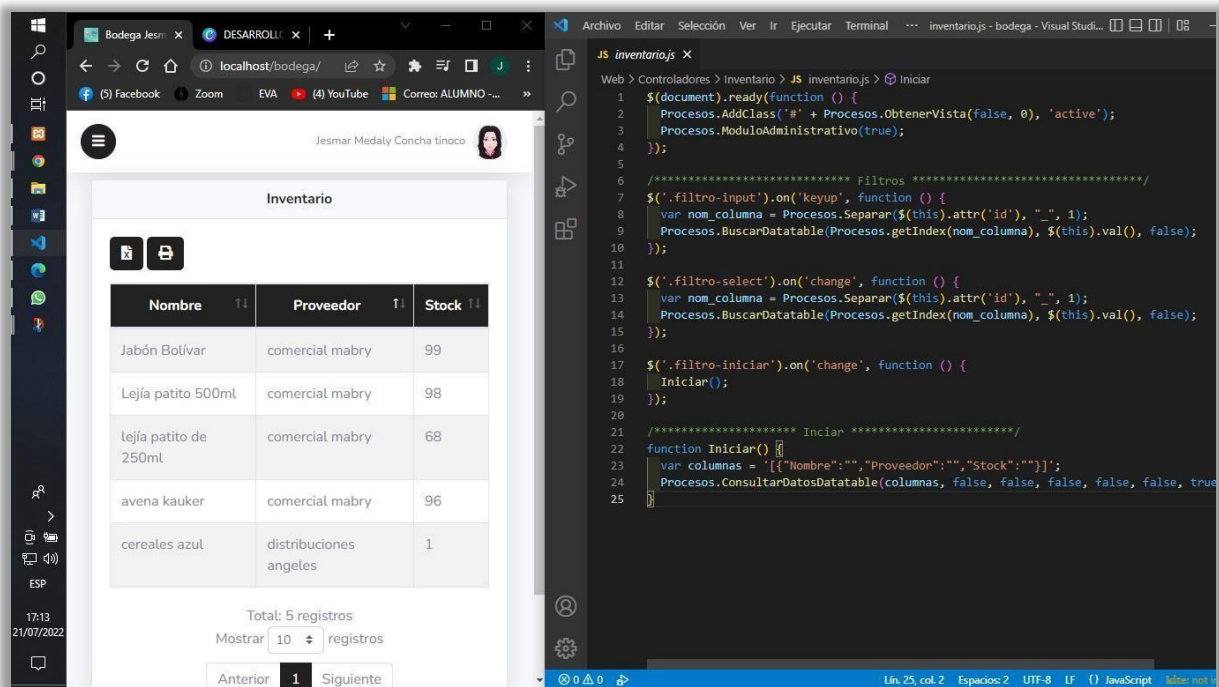 Bodega Jesm
DESARROLLO
localhost/bodega/
J
(5) Facebook
Zoom
EVA
(4) YouTube
Correo: ALUMNO -...
»
Jesmar Medaly Concha tinoco
Inventario
Nombre Proveedor Stock
Jabón Bolívar comercial mabry 99
Lejía patito 500ml comercial mabry 98
lejía patito de
250ml
comercial mabry 68
avena kauker comercial mabry 96
cereales azul distribuciones
angeles
1
Total: 5 registros
Mostrar 10 registros
Anterior 1 Siguiente
ESP
17:13
21/07/2022
Archivo Editar Selección Ver Ir Ejecutar Terminal ··· inventario.js - bodega - Visual Studi...
JS inventario.js
Web > Controladores > Inventario > JS inventario.js > Iniciar
1 $(document).ready(function () {
2 Procesos.AddClass('#' + Procesos.ObtenerVista(false, 0), 'active');
3 Procesos.ModuloAdministrativo(true);
4 });
5
6 /**************************** Filtros **********************************/
7 $('.filtro-input').on('keyup', function () {
8 var nom_columna = Procesos.Separar($(this).attr('id'), "_", 1);
9 Procesos.BuscarDatatable(Procesos.getIndex(nom_columna), $(this).val(), false);
10 });
11
12 $('.filtro-select').on('change', function () {
13 var nom_columna = Procesos.Separar($(this).attr('id'), "_", 1);
14 Procesos.BuscarDatatable(Procesos.getIndex(nom_columna), $(this).val(), false);
15 });
16
17 $('.filtro-iniciar').on('change', function () {
18 Iniciar();
19 });
20
21 /********************* Inciar ************************/
22 function Iniciar() {
23 var columnas = '[{"Nombre":"","Proveedor":"","Stock":""}]';
24 Procesos.ConsultarDatosDatatable(columnas, false, false, false, false, false, true
25 }
0 0
Lín. 25, col. 2 Espacios: 2 UTF-8 LF {} JavaScript